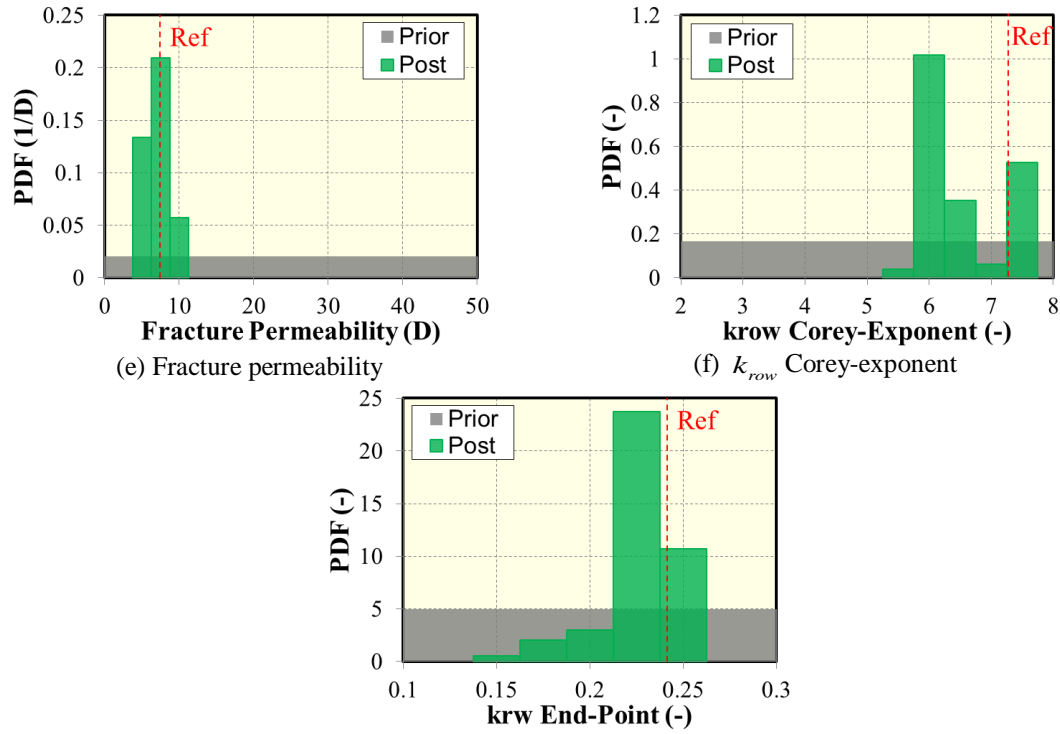 0.25
0.2
0.15
0.1
0.05
0
PDF (1/D)
Ref
Prior
Post
0 10 20 30 40 50
Fracture Permeability (D)
(e) Fracture permeability
1.2
1
0.8
0.6
0.4
0.2
0
PDF (-)
Prior
Post
Ref
2 3 4 5 6 7 8
krow Corey-Exponent (-)
(f) krow Corey-exponent
25
20
15
10
5
0
PDF (-)
Prior
Post
Ref
0.1 0.15 0.2 0.25 0.3
krw End-Point (-)